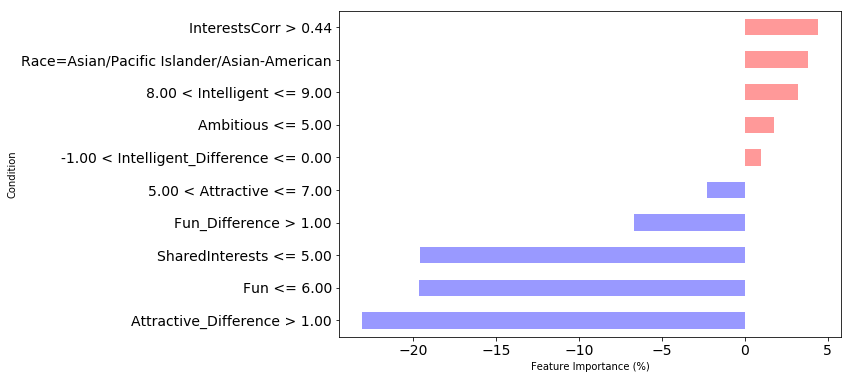 InterestsCorr > 0.44
Race=Asian/Pacific Islander/Asian-American
8.00 < Intelligent <= 9.00
Ambitious <= 5.00
-1.00 < Intelligent_Difference <= 0.00
5.00 < Attractive <= 7.00
Fun_Difference > 1.00
SharedInterests <= 5.00
Fun <= 6.00
Attractive_Difference > 1.00
Condition
−20 −15 −10 −5 0 5
Feature Importance (%)